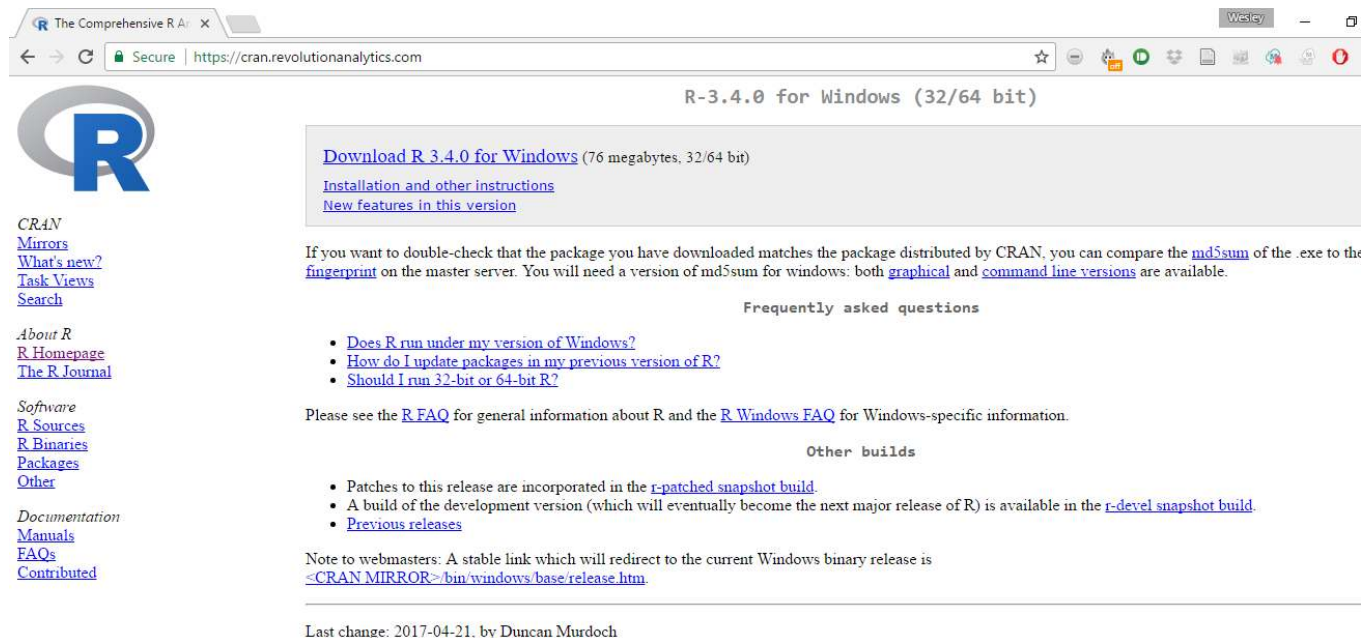 The Comprehensive R Ar
Wesley
Secure | https://cran.revolutionanalytics.com
off
R
CRAN
Mirrors
What's new?
Task Views
Search
About R
R Homepage
The R Journal
Software
R Sources
R Binaries
Packages
Other
Documentation
Manuals
FAQs
Contributed
R-3.4.0 for Windows (32/64 bit)
Download R 3.4.0 for Windows (76 megabytes, 32/64 bit)
Installation and other instructions
New features in this version
If you want to double-check that the package you have downloaded matches the package distributed by CRAN, you can compare the md5sum of the .exe to the
fingerprint on the master server. You will need a version of md5sum for windows: both graphical and command line versions are available.
Frequently asked questions
• Does R run under my version of Windows?
• How do I update packages in my previous version of R?
• Should I run 32-bit or 64-bit R?
Please see the R FAQ for general information about R and the R Windows FAQ for Windows-specific information.
Other builds
• Patches to this release are incorporated in the r-patched snapshot build.
• A build of the development version (which will eventually become the next major release of R) is available in the r-devel snapshot build.
• Previous releases
Note to webmasters: A stable link which will redirect to the current Windows binary release is
<CRAN MIRROR>/bin/windows/base/release.htm.
Last change: 2017-04-21, by Duncan Murdoch